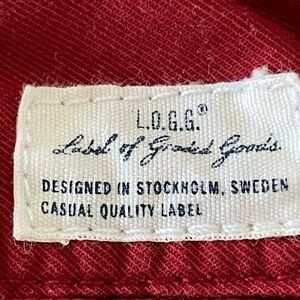 L.O.G.G.®
Label of Graded Goods.
DESIGNED IN STOCKHOLM, SWEDEN
CASUAL QUALITY LABEL